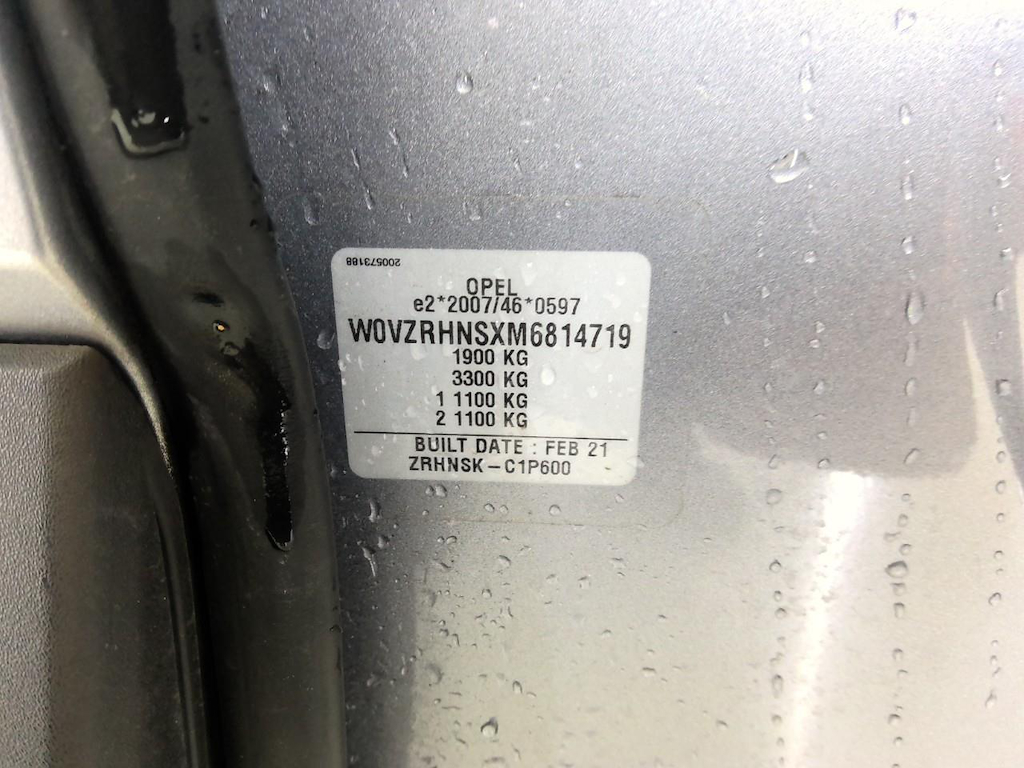 200573188
OPEL
e2*2007/46*0597
W0VZRHNSXM6814719
1900 KG
3300 KG
1 1100 KG
2 1100 KG
BUILT DATE : FEB 21
ZRHNSK-C1P600